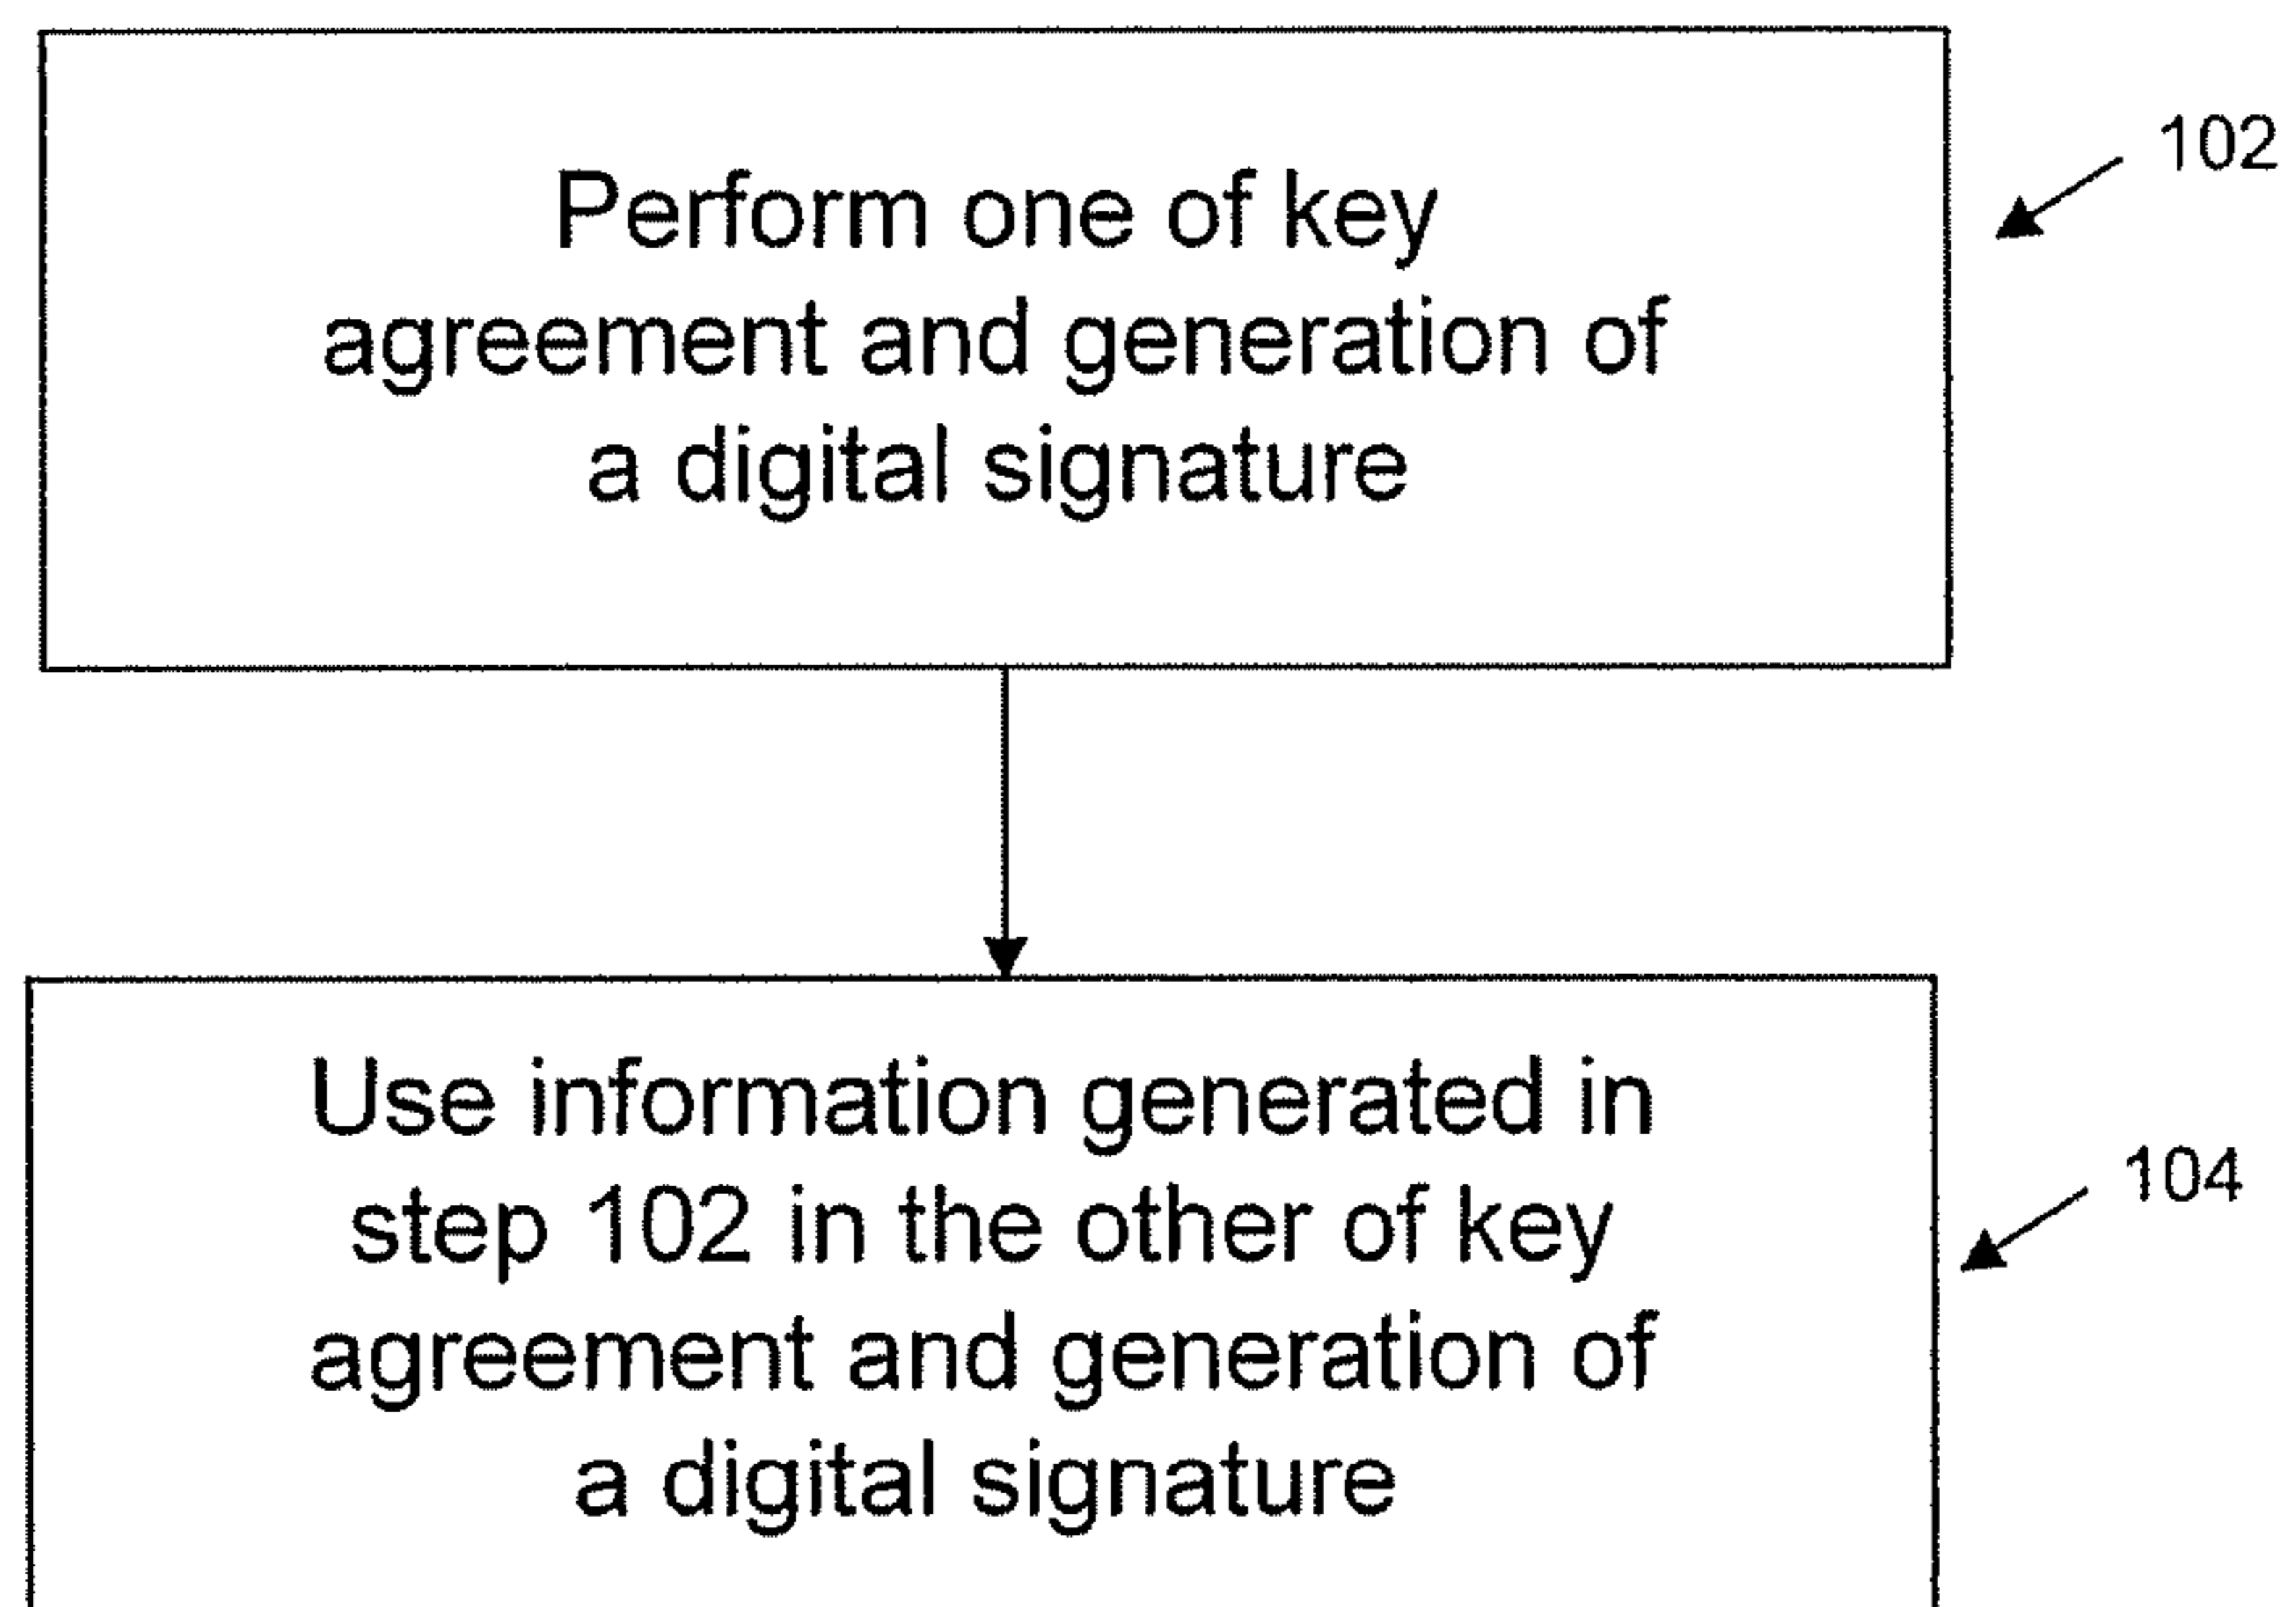 Perform one of key
agreement and generation of
a digital signature
102
Use information generated in
step 102 in the other of key
agreement and generation of
a digital signature
104